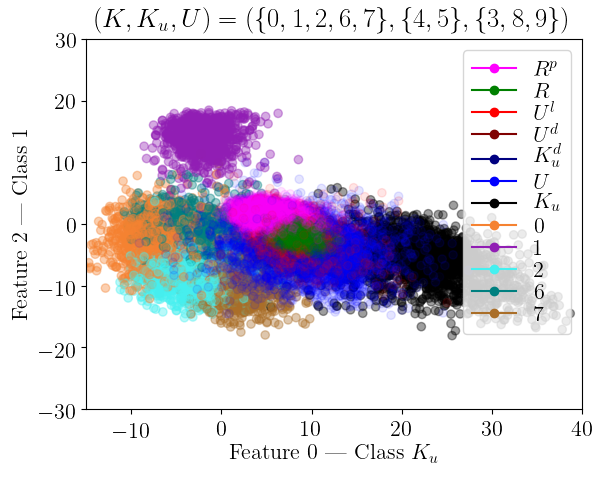 (K, K_u, U) = ({0, 1, 2, 6, 7}, {4, 5}, {3, 8, 9})
30
20
10
0
−10
−20
−30
Feature 2 — Class 1
−10
0
10
20
30
40
Feature 0 — Class K_u
R^p
R
U^l
U^d
K_u^d
U
K_u
0
1
2
6
7